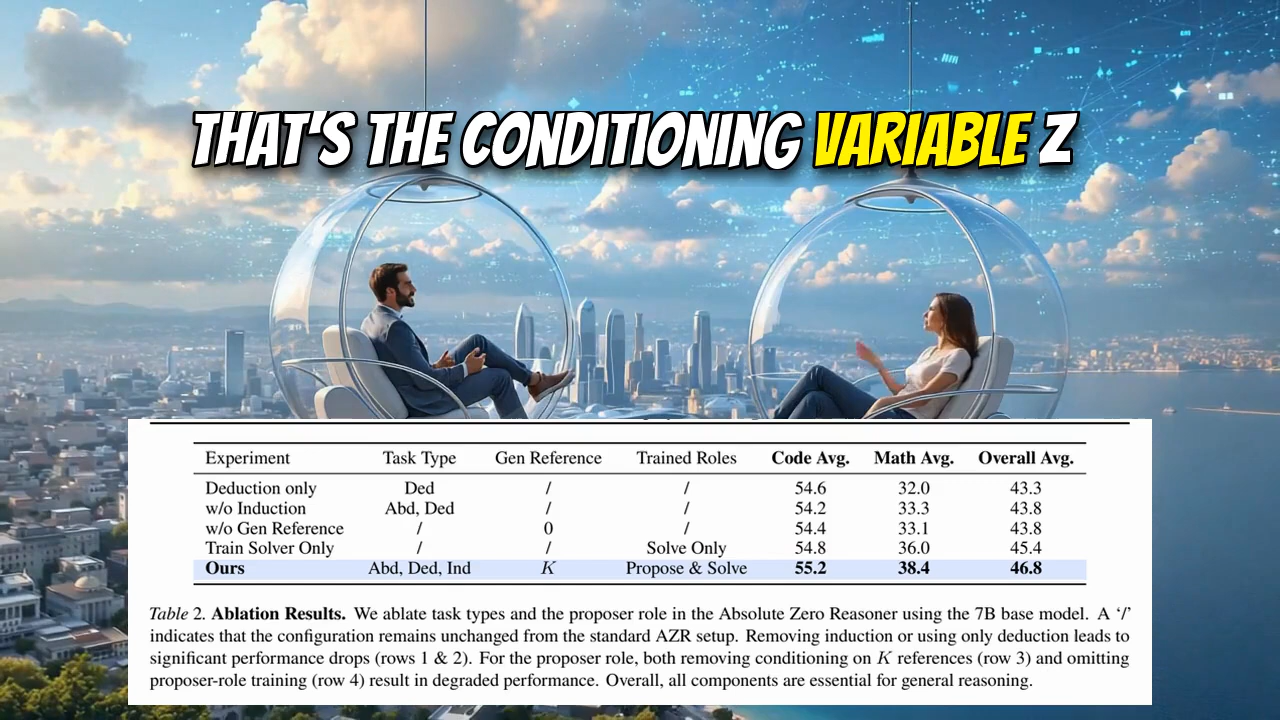 THAT'S THE CONDITIONING VARIABLE Z
Experiment Task Type Gen Reference Trained Roles Code Avg. Math Avg. Overall Avg.
Deduction only Ded / / 54.6 32.0 43.3
w/o Induction Abd, Ded / / 54.2 33.3 43.8
w/o Gen Reference / 0 / 54.4 33.1 43.8
Train Solver Only / / Solve Only 54.8 36.0 45.4
Ours Abd, Ded, Ind K Propose & Solve 55.2 38.4 46.8
Table 2. Ablation Results. We ablate task types and the proposer role in the Absolute Zero Reasoner using the 7B base model. A ‘/’
indicates that the configuration remains unchanged from the standard AZR setup. Removing induction or using only deduction leads to
significant performance drops (rows 1 & 2). For the proposer role, both removing conditioning on K references (row 3) and omitting
proposer-role training (row 4) result in degraded performance. Overall, all components are essential for general reasoning.